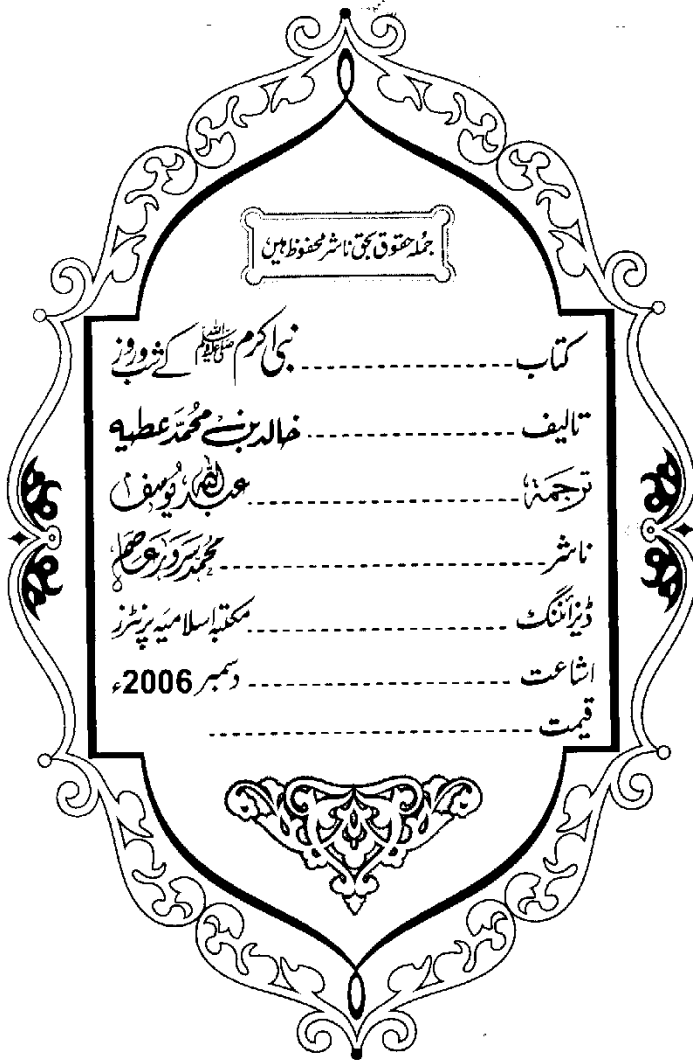 جملہ حقوق بحق ناشر محفوظ ہیں
کتاب ------------------- نبی اکرم ﷺ کے شب و روز
تالیف ------------------- خالد بن محمد عطیہ
ترجمة ------------------- عبداللہ یوسف
ناشر ------------------- محمد سرور عاصم
ڈیزائننگ ------------------- مکتبہ اسلامیہ پرنٹرز
اشاعت ------------------- دسمبر 2006ء
قیمت -------------------